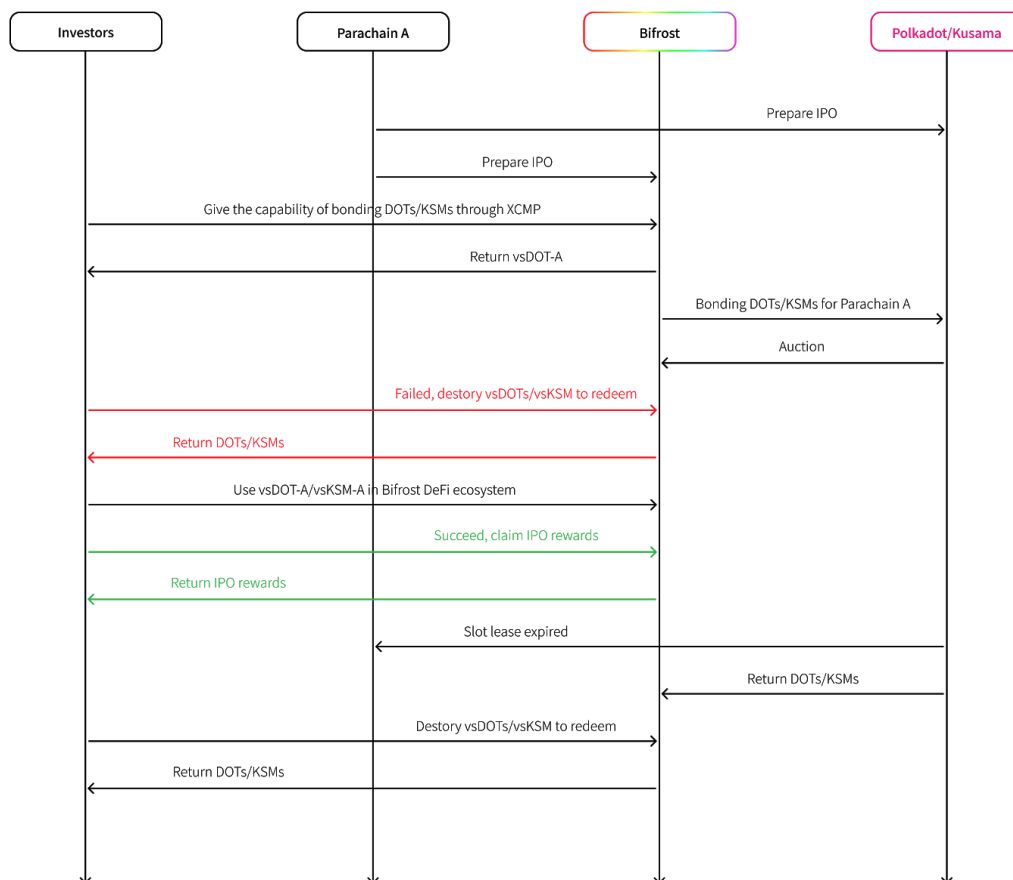 Investors
Parachain A
Bifrost
Polkadot/Kusama
Prepare IPO
Prepare IPO
Give the capability of bonding DOTs/KSMs through XCMP
Return vsDOT-A
Bonding DOTs/KSMs for Parachain A
Auction
Failed, destory vsDOTs/vsKSM to redeem
Return DOTs/KSMs
Use vsDOT-A/vsKSM-A in Bifrost DeFi ecosystem
Succeed, claim IPO rewards
Return IPO rewards
Slot lease expired
Return DOTs/KSMs
Destory vsDOTs/vsKSM to redeem
Return DOTs/KSMs